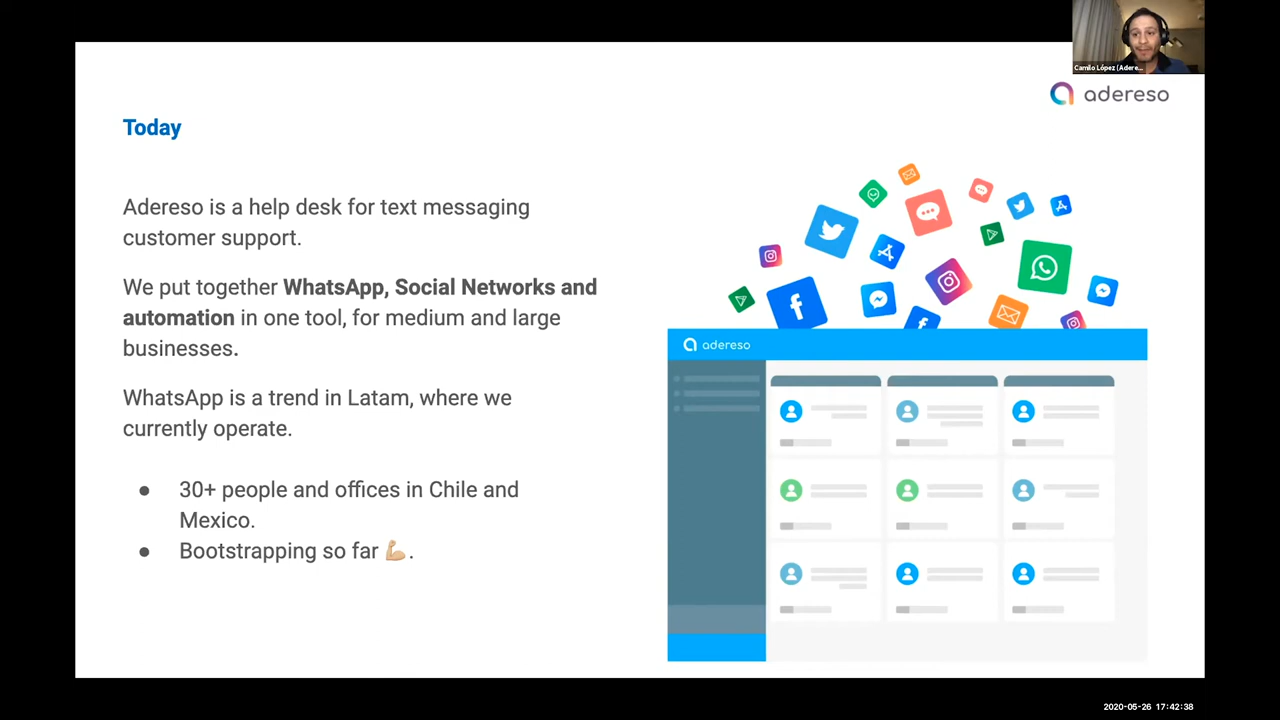 Camilo López (Adere...
adereso
Today
Adereso is a help desk for text messaging
customer support.
We put together WhatsApp, Social Networks and
automation in one tool, for medium and large
businesses.
WhatsApp is a trend in Latam, where we
currently operate.
● 30+ people and offices in Chile and
Mexico.
● Bootstrapping so far 💪🏼.
adereso
2020-05-26 17:42:38